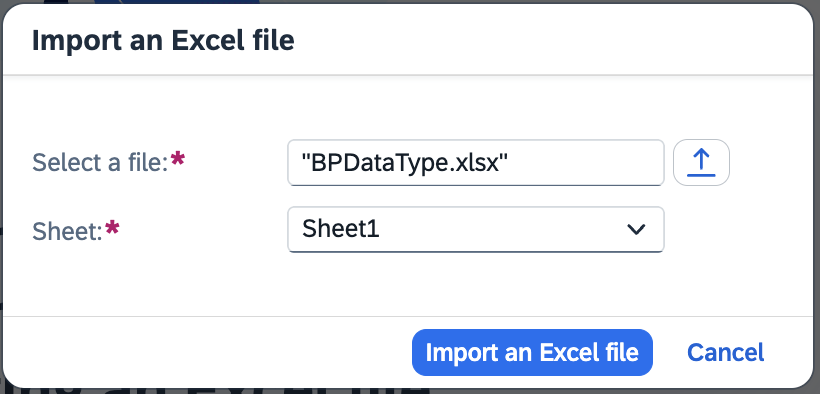 Import an Excel file
Select a file:*
"BPDataType.xlsx"
Sheet:*
Sheet1
Import an Excel file
Cancel